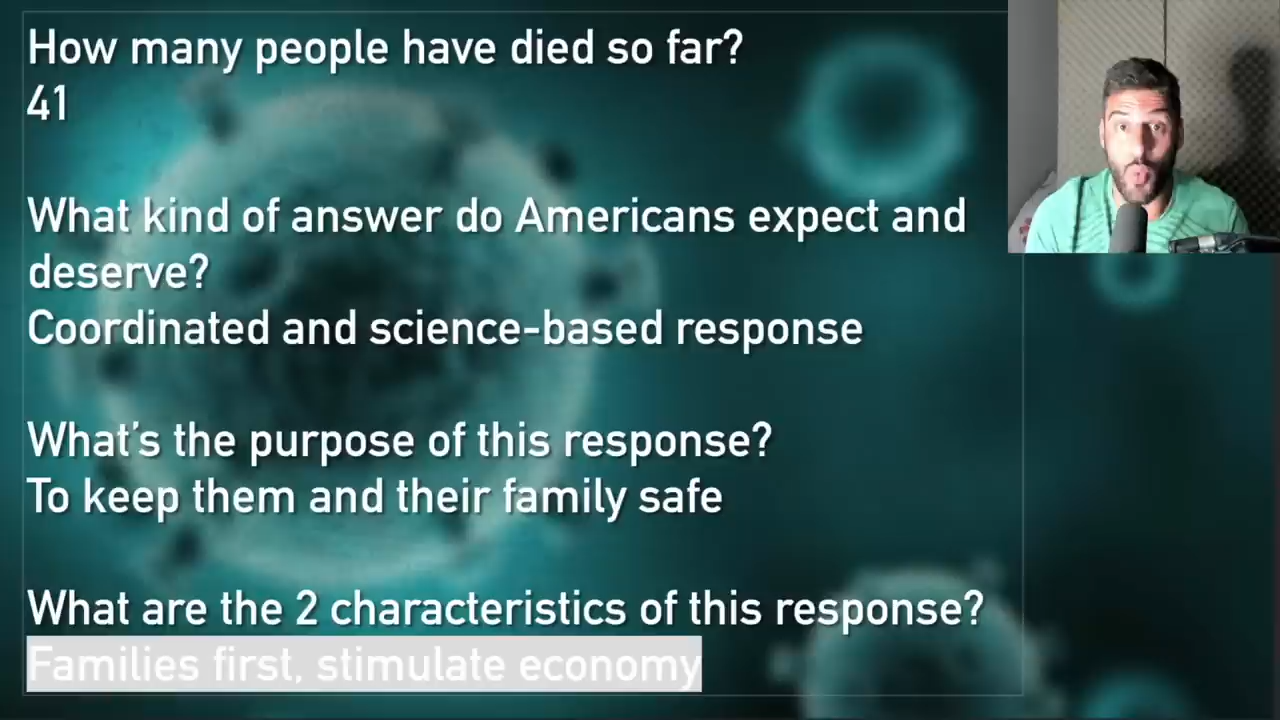 How many people have died so far?
41
What kind of answer do Americans expect and
deserve?
Coordinated and science-based response
What's the purpose of this response?
To keep them and their family safe
What are the 2 characteristics of this response?
Families first, stimulate economy